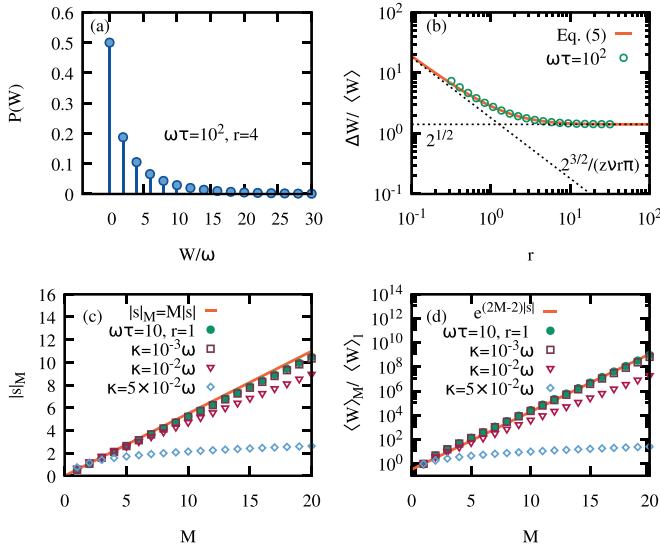 (a)
0.6
0.5
0.4
0.3
0.2
0.1
0
P(W)
ωτ=10², r=4
0 5 10 15 20 25 30
W/ω
(b)
10²
10¹
10⁰
10⁻¹
ΔW/ ⟨W⟩
Eq. (5)
ωτ=10²
2^{1/2}
2^{3/2}/(zνrπ)
10⁻¹ 10⁰ 10¹ 10²
r
(c)
16
14
12
10
8
6
4
2
0
|s|_M
|s|_M=M|s|
ωτ=10, r=1
κ=10⁻³ω
κ=10⁻²ω
κ=5×10⁻²ω
0 5 10 15 20
M
(d)
10¹⁴
10¹²
10¹⁰
10⁸
10⁶
10⁴
10²
10⁰
⟨W⟩_M/ ⟨W⟩_1
e^{(2M-2)|s|}
ωτ=10, r=1
κ=10⁻³ω
κ=10⁻²ω
κ=5×10⁻²ω
0 5 10 15 20
M